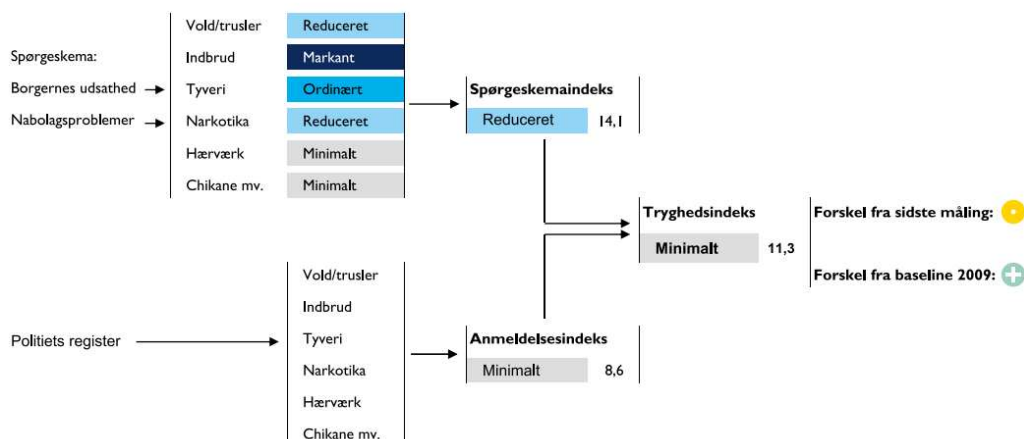 Spørgeskema:
Borgernes udsathed
Nabolagsproblemer
Vold/trusler Reduceret
Indbrud Markant
Tyveri Ordinært
Narkotika Reduceret
Hærværk Minimalt
Chikane mv. Minimalt
Spørgeskemaindeks
Reduceret 14,1
Tryghedsindeks
Minimalt 11,3
Forskel fra sidste måling:
Forskel fra baseline 2009:
Politiets register
Vold/trusler
Indbrud
Tyveri
Narkotika
Hærværk
Chikane mv.
Anmeldelsesindeks
Minimalt 8,6